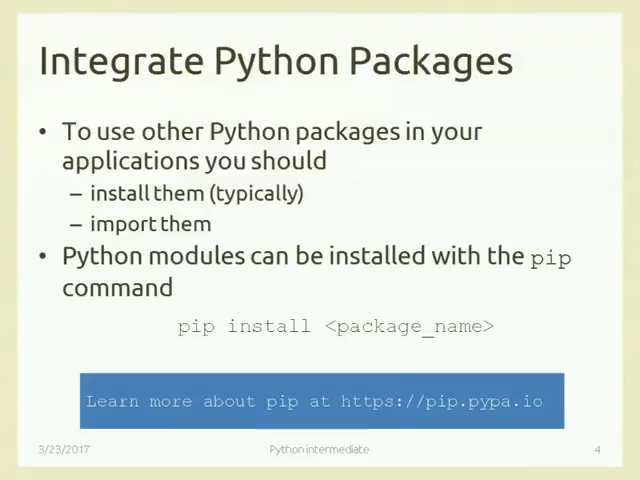 Integrate Python Packages
• To use other Python packages in your
applications you should
– install them (typically)
– import them
• Python modules can be installed with the pip
command
pip install <package_name>
Learn more about pip at https://pip.pypa.io
3/23/2017
Python intermediate
4